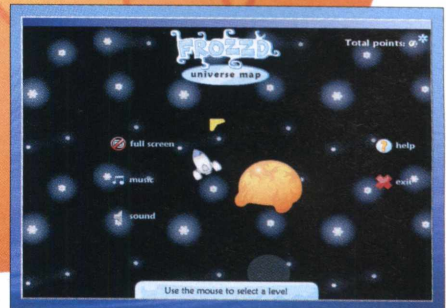 FROZZD
universe map
Total points: 0
full screen
help
music
exit
sound
Use the mouse to select a level